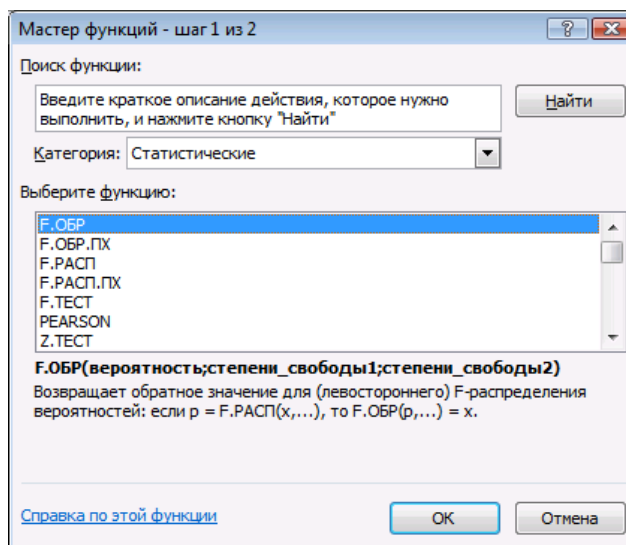 Мастер функций - шаг 1 из 2
Поиск функции:
Введите краткое описание действия, которое нужно
выполнить, и нажмите кнопку "Найти"
Найти
Категория: Статистические
Выберите функцию:
F.ОБР
F.ОБР.ПХ
F.РАСП
F.РАСП.ПХ
F.ТЕСТ
PEARSON
Z.ТЕСТ
F.ОБР(вероятность;степени_свободы1;степени_свободы2)
Возвращает обратное значение для (левостороннего) F-распределения
вероятностей: если p = F.РАСП(x,...), то F.ОБР(p,...) = x.
Справка по этой функции
ОК
Отмена